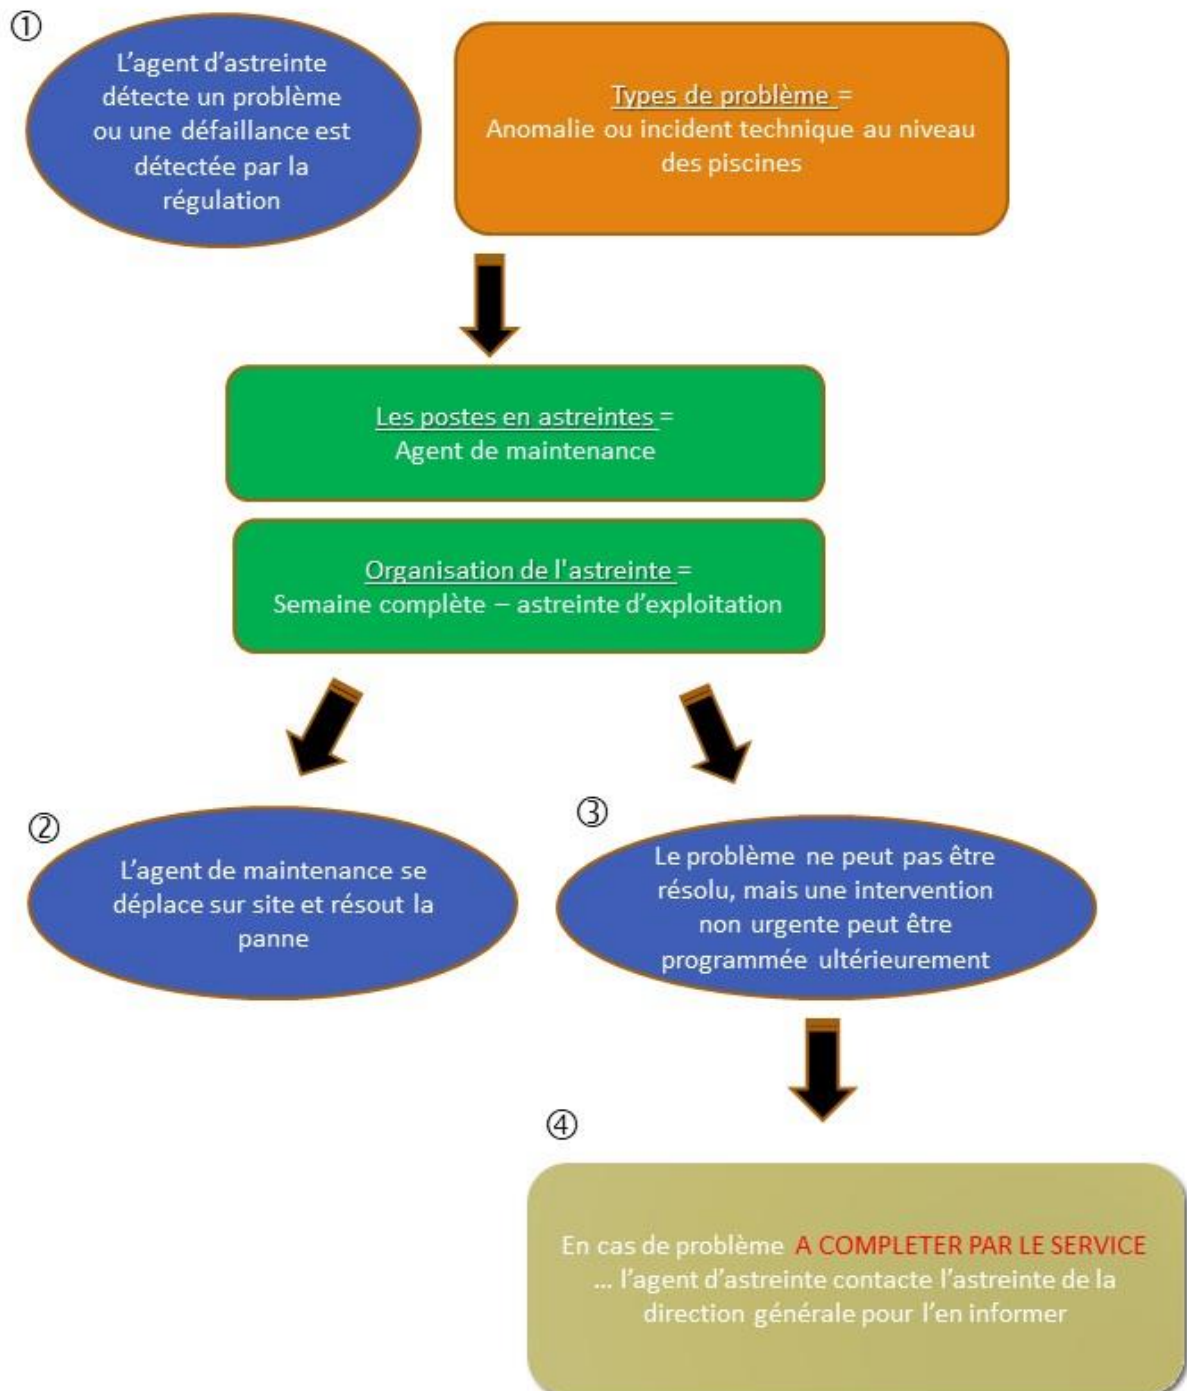 ①
L’agent d’astreinte
détecte un problème
ou une défaillance est
détectée par la
régulation
Types de problème =
Anomalie ou incident technique au niveau
des piscines
Les postes en astreintes =
Agent de maintenance
Organisation de l'astreinte =
Semaine complète – astreinte d’exploitation
②
L’agent de maintenance se
déplace sur site et résout la
panne
③
Le problème ne peut pas être
résolu, mais une intervention
non urgente peut être
programmée ultérieurement
④
En cas de problème A COMPLETER PAR LE SERVICE
… l’agent d’astreinte contacte l’astreinte de la
direction générale pour l’en informer